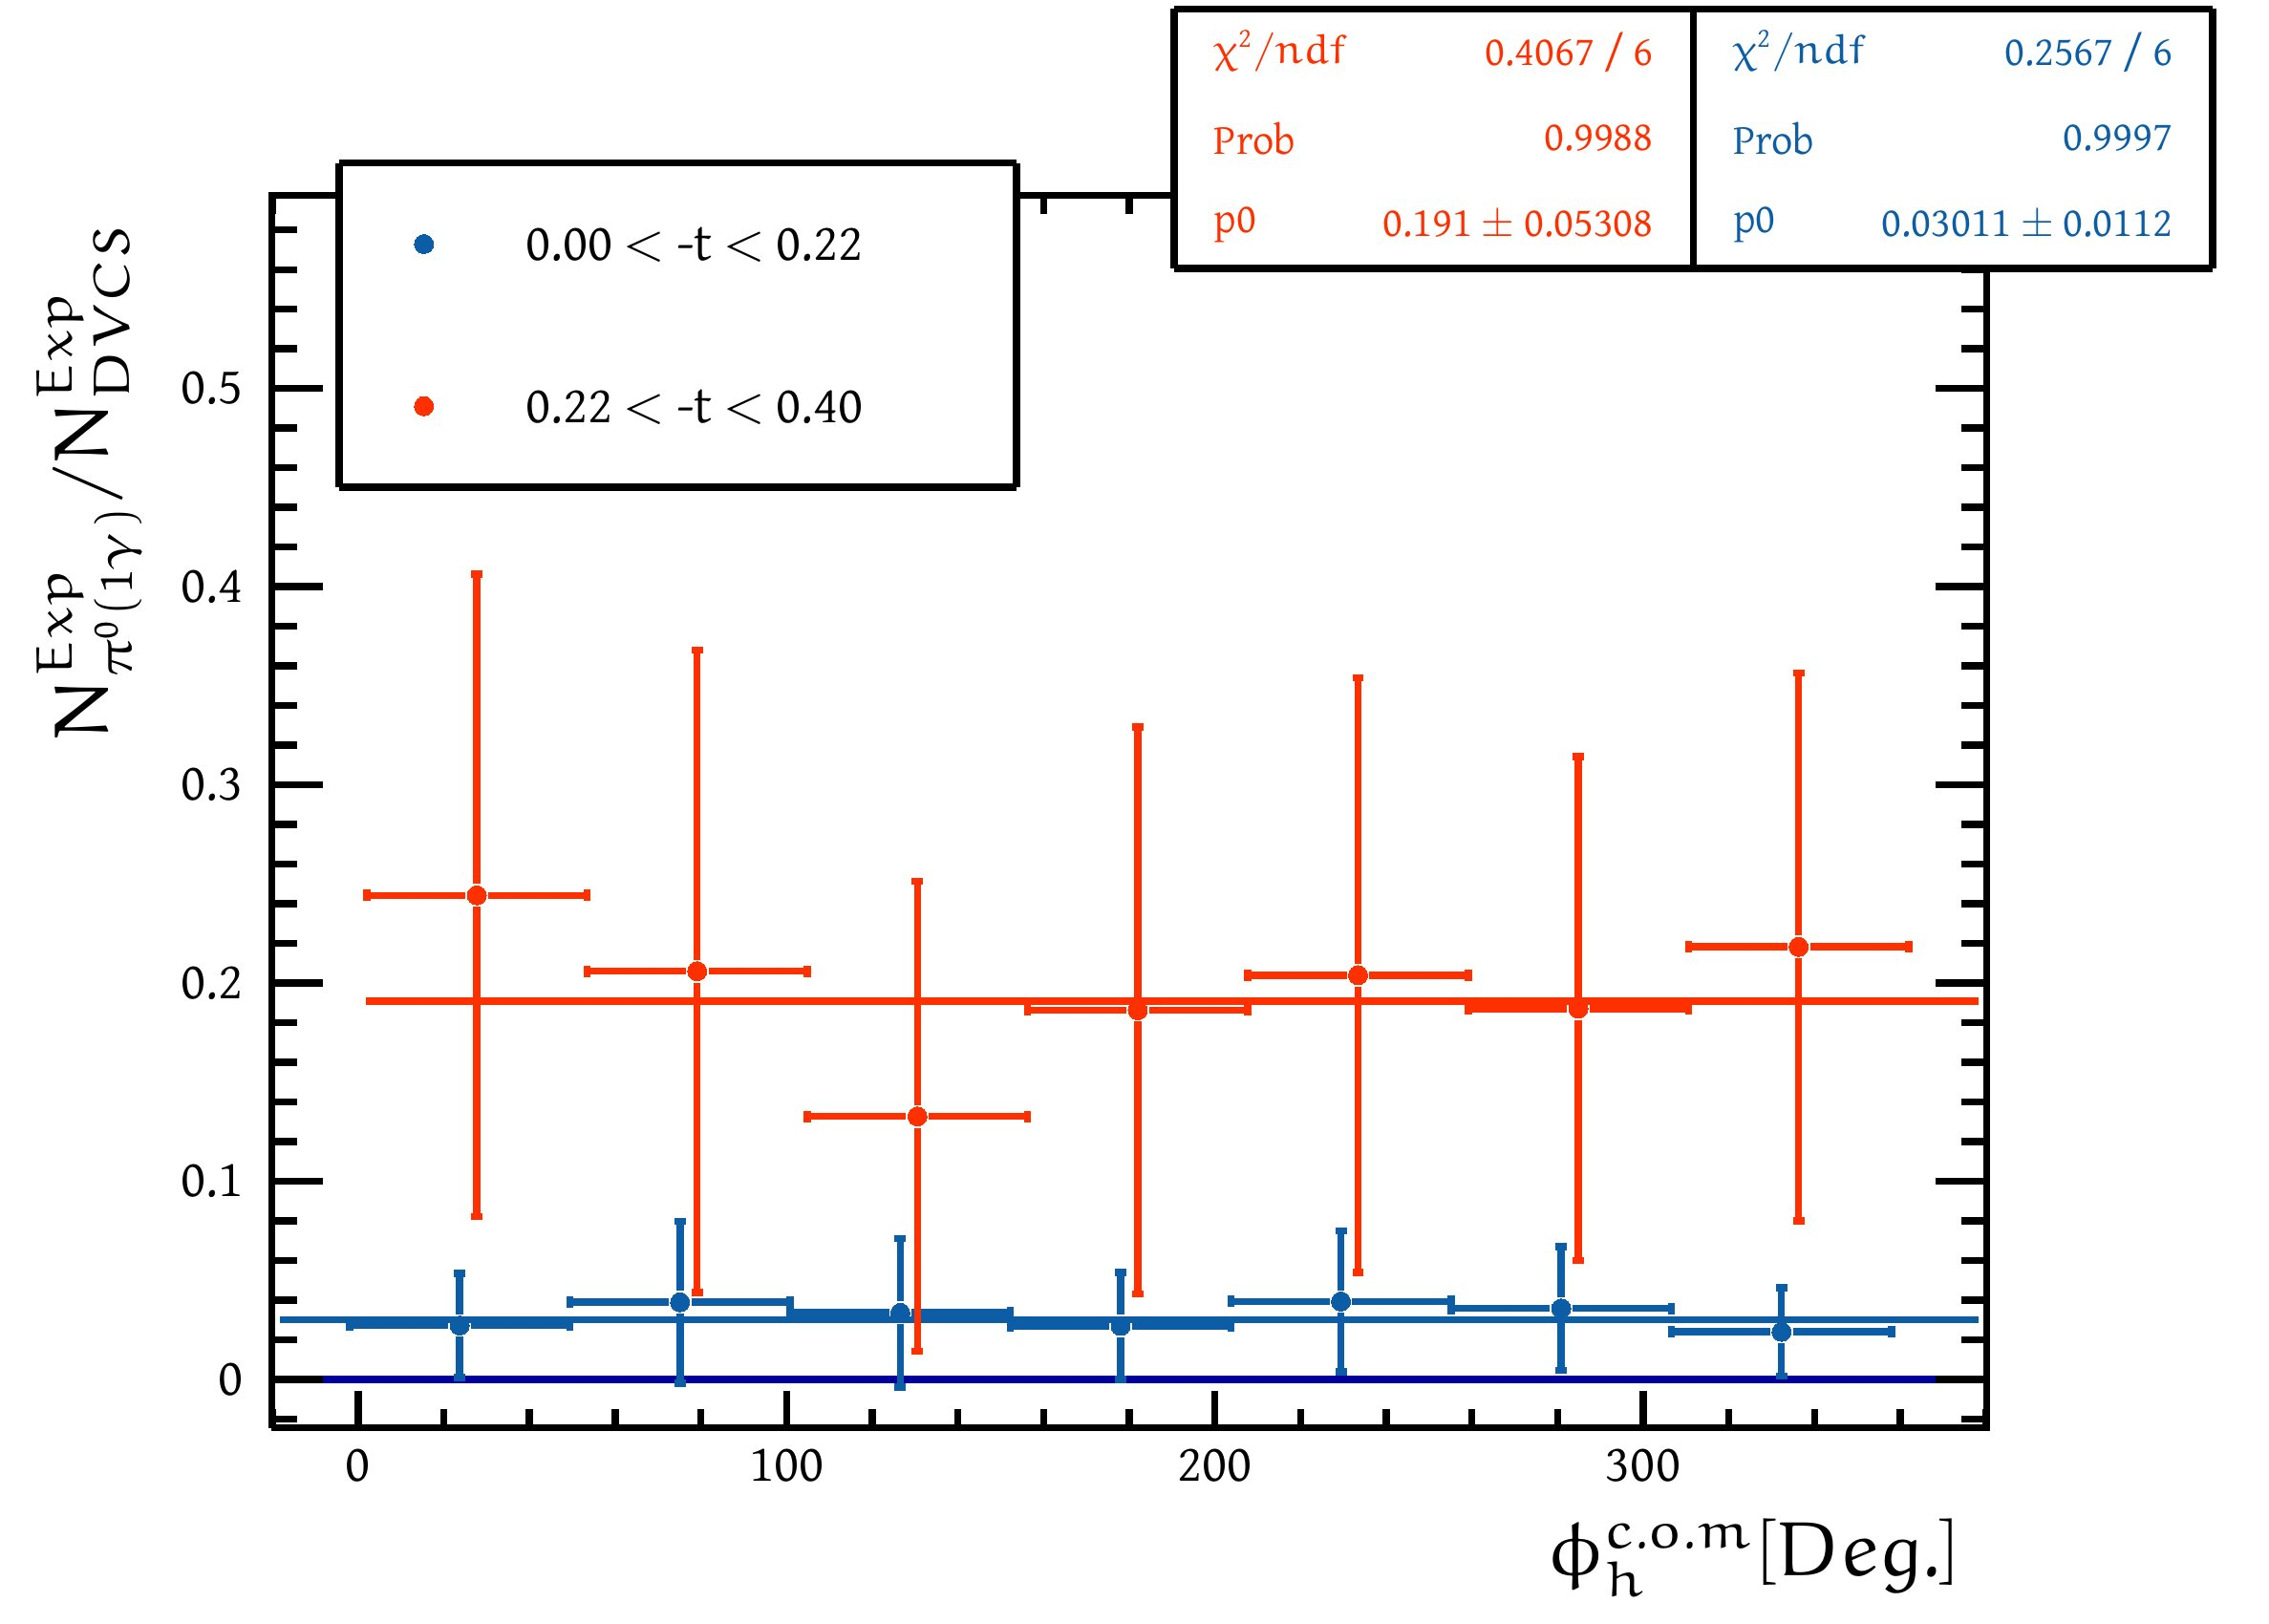 χ²/ndf 0.4067 / 6
Prob 0.9988
p0 0.191 ± 0.05308
χ²/ndf 0.2567 / 6
Prob 0.9997
p0 0.03011 ± 0.0112
0.00 < -t < 0.22
0.22 < -t < 0.40
N^Exp_π⁰(1γ)/N^Exp_DVCS
0.5
0.4
0.3
0.2
0.1
0
0 100 200 300
ϕ_h^c.o.m[Deg.]